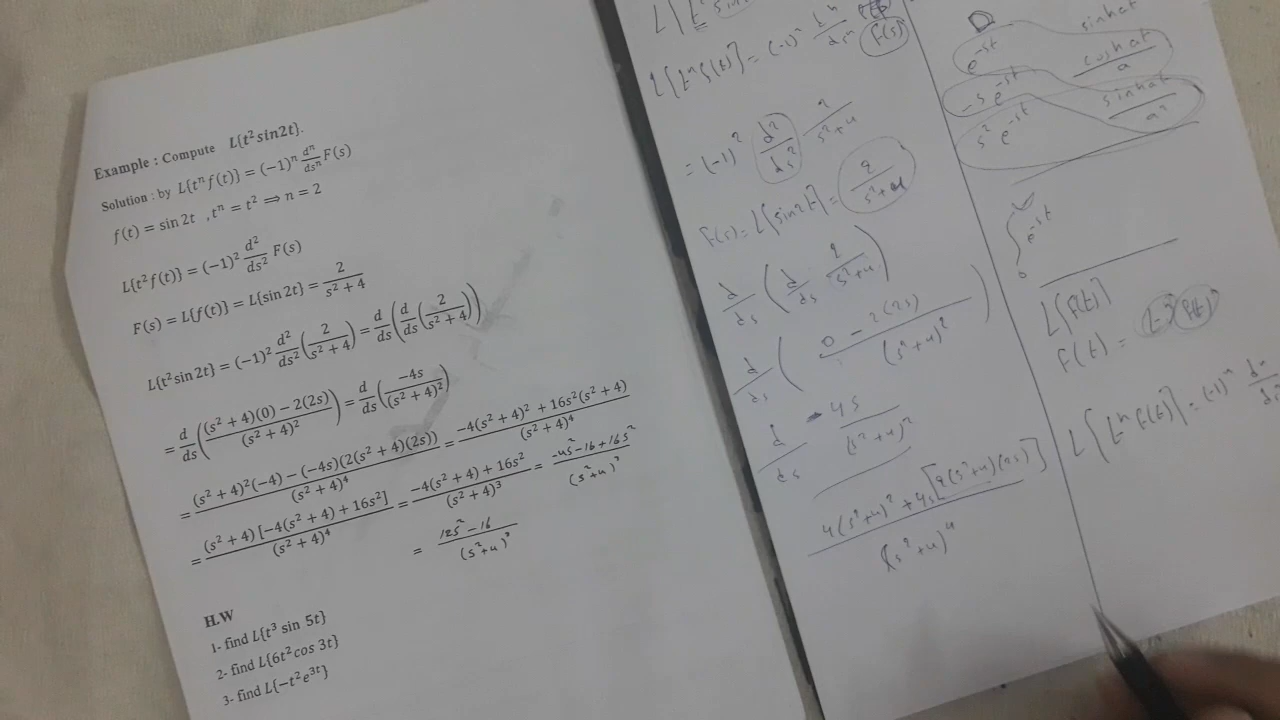 Example : Compute L{t² sin2t}.
Solution : by L{tⁿ f(t)} = (−1)ⁿ dⁿ/dsⁿ F(s)
f(t) = sin 2t , tⁿ = t² ⟹ n = 2
L{t² f(t)} = (−1)² d²/ds² F(s)
F(s) = L{f(t)} = L{sin 2t} = 2/(s² + 4)
L{t² sin 2t} = (−1)² d²/ds² (2/(s² + 4)) = d/ds (d/ds (2/(s² + 4)))
= d/ds (((s² + 4)(0) − 2(2s))/(s² + 4)²) = d/ds (−4s/(s² + 4)²)
= ((s² + 4)²(−4) − (−4s)(2(s² + 4)(2s)))/(s² + 4)⁴ = (−4(s² + 4)² + 16s²(s² + 4))/(s² + 4)⁴
= (s² + 4) [−4(s² + 4) + 16s²]/(s² + 4)⁴ = (−4(s² + 4) + 16s²)/(s² + 4)³ = (−4s² − 16 + 16s²)/(s² + 4)³
= (12s² − 16)/(s² + 4)³
H.W
1- find L{t³ sin 5t}
2- find L{6t² cos 3t}
3- find L{−t² e³ᵗ}
L{tⁿ f(t)} = (−1)ⁿ dⁿ/dsⁿ F(s)
= (−1)² d²/ds² 2/(s² + 4)
F(s) = L{sin2t} = 2/(s² + 4)
d/ds (d/ds 2/(s² + 4))
d/ds ((0 − 2(2s))/(s² + 4)²)
d/ds −4s/(s² + 4)²
4(s² + 4)² + 4s[2(s² + 4)(2s)]/(s² + 4)⁴
D sinhat
e⁻ˢᵗ coshat/a
−s e⁻ˢᵗ sinhat/a²
s² e⁻ˢᵗ
∫₀ e⁻ˢᵗ
L{f(t)}
L{tⁿ f(t)} = (−1)ⁿ dⁿ